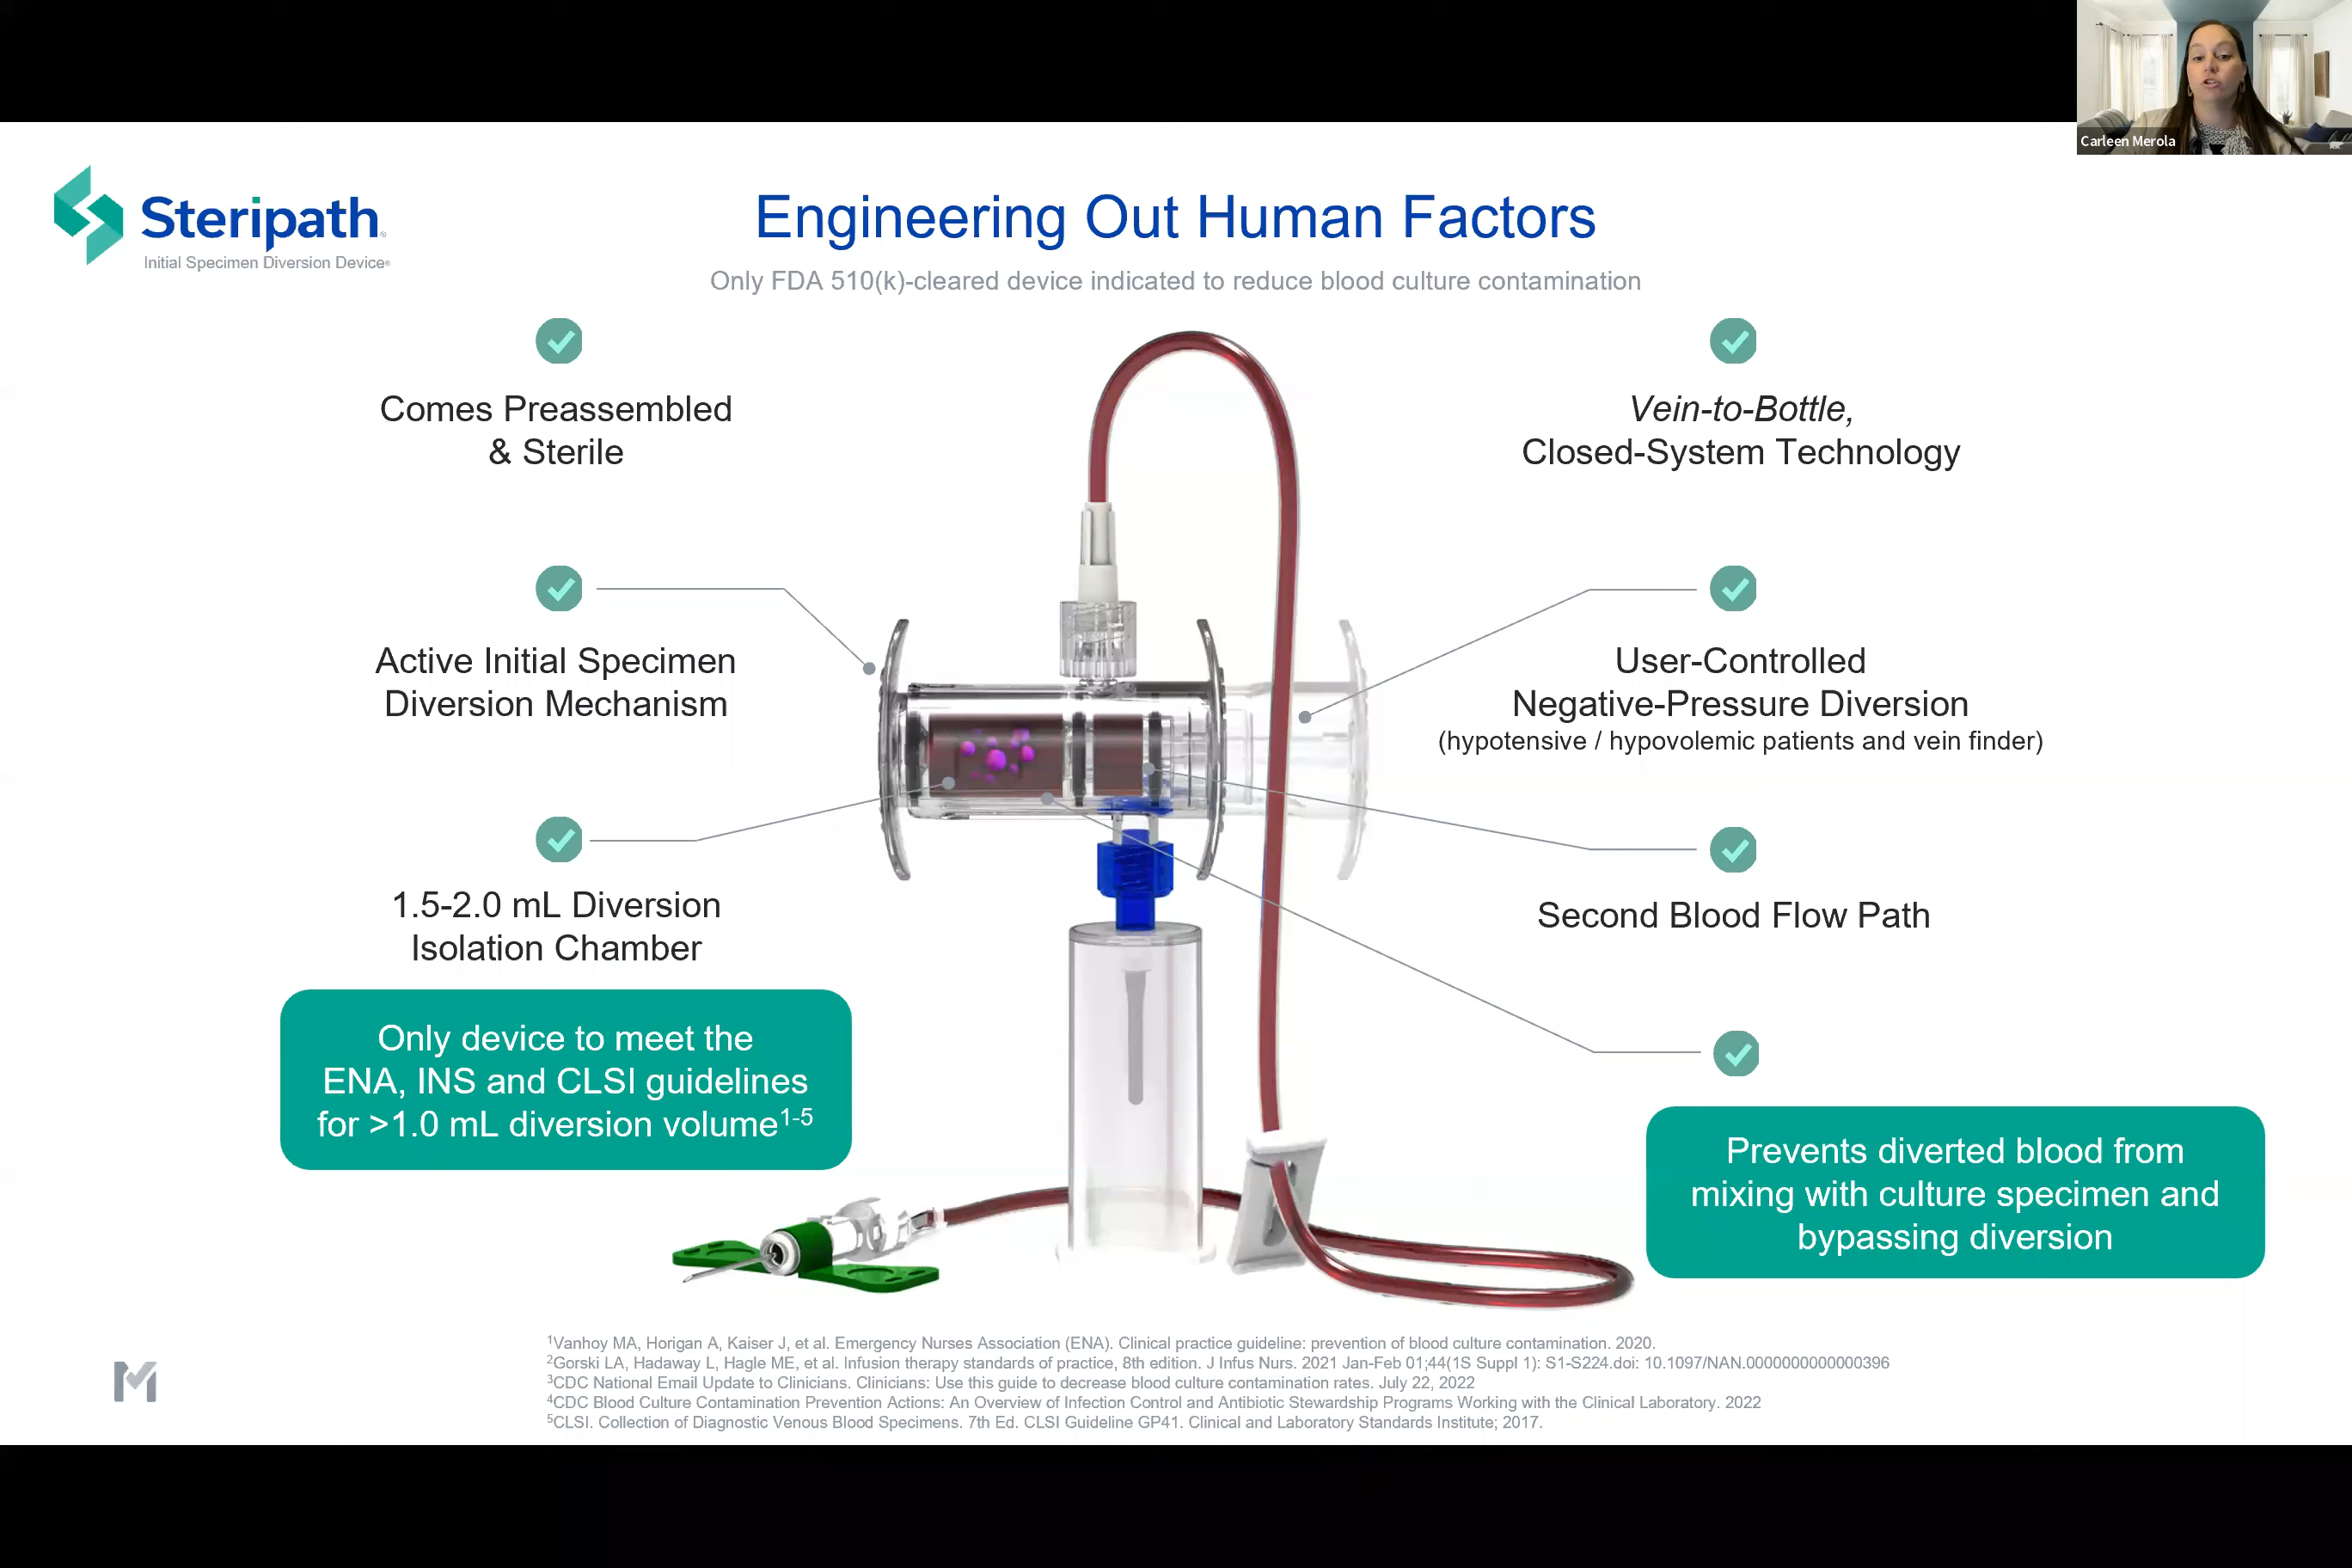 Carleen Merola
Steripath
Initial Specimen Diversion Device®
Engineering Out Human Factors
Only FDA 510(k)-cleared device indicated to reduce blood culture contamination
Comes Preassembled
& Sterile
Active Initial Specimen
Diversion Mechanism
1.5-2.0 mL Diversion
Isolation Chamber
Only device to meet the
ENA, INS and CLSI guidelines
for >1.0 mL diversion volume1-5
Vein-to-Bottle,
Closed-System Technology
User-Controlled
Negative-Pressure Diversion
(hypotensive / hypovolemic patients and vein finder)
Second Blood Flow Path
Prevents diverted blood from
mixing with culture specimen and
bypassing diversion
1Vanhoy MA, Horigan A, Kaiser J, et al. Emergency Nurses Association (ENA). Clinical practice guideline: prevention of blood culture contamination. 2020.
2Gorski LA, Hadaway L, Hagle ME, et al. Infusion therapy standards of practice, 8th edition. J Infus Nurs. 2021 Jan-Feb 01;44(1S Suppl 1): S1-S224.doi: 10.1097/NAN.0000000000000396
3CDC National Email Update to Clinicians. Clinicians: Use this guide to decrease blood culture contamination rates. July 22, 2022
4CDC Blood Culture Contamination Prevention Actions: An Overview of Infection Control and Antibiotic Stewardship Programs Working with the Clinical Laboratory. 2022
5CLSI. Collection of Diagnostic Venous Blood Specimens. 7th Ed. CLSI Guideline GP41. Clinical and Laboratory Standards Institute; 2017.